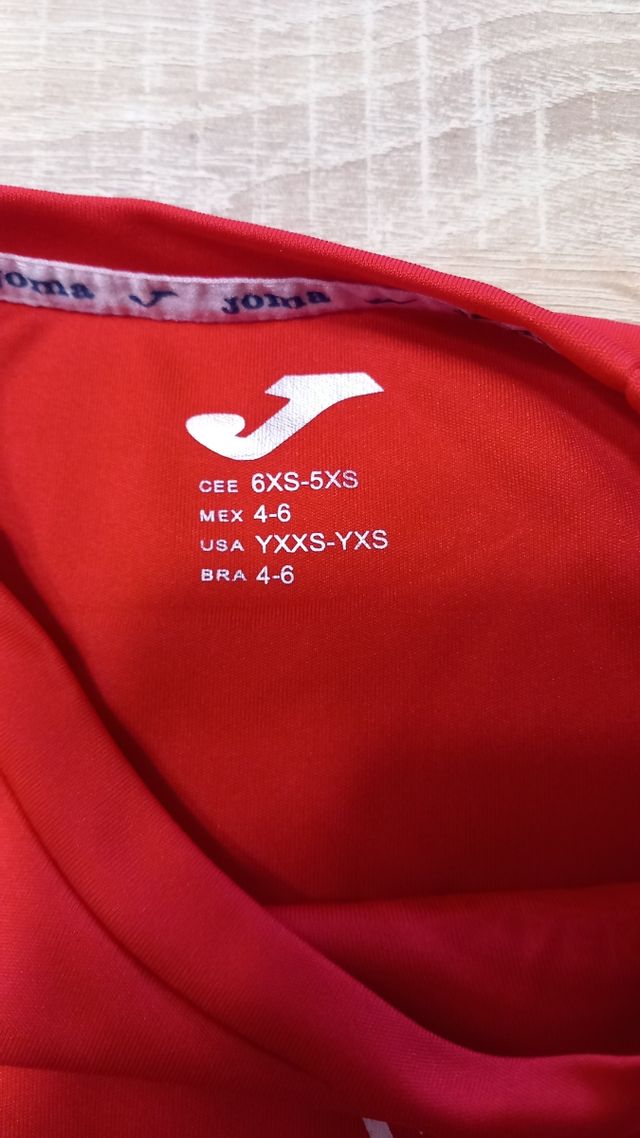 joma joma
CEE 6XS-5XS
MEX 4-6
USA YXXS-YXS
BRA 4-6